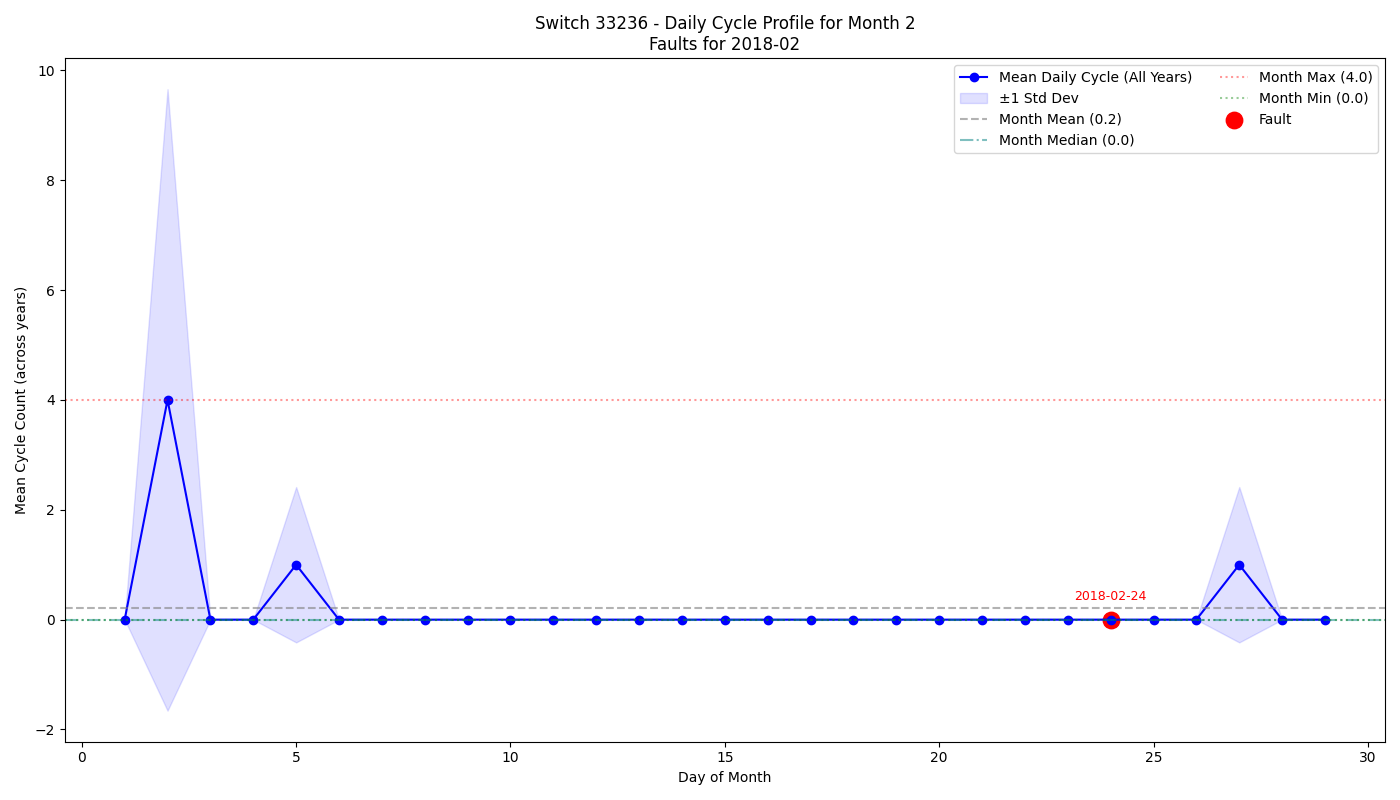 Switch 33236 - Daily Cycle Profile for Month 2
Faults for 2018-02
Mean Daily Cycle (All Years)
±1 Std Dev
Month Mean (0.2)
Month Median (0.0)
Month Max (4.0)
Month Min (0.0)
Fault
Mean Cycle Count (across years)
10
8
6
4
2
0
−2
2018-02-24
0
5
10
15
20
25
30
Day of Month